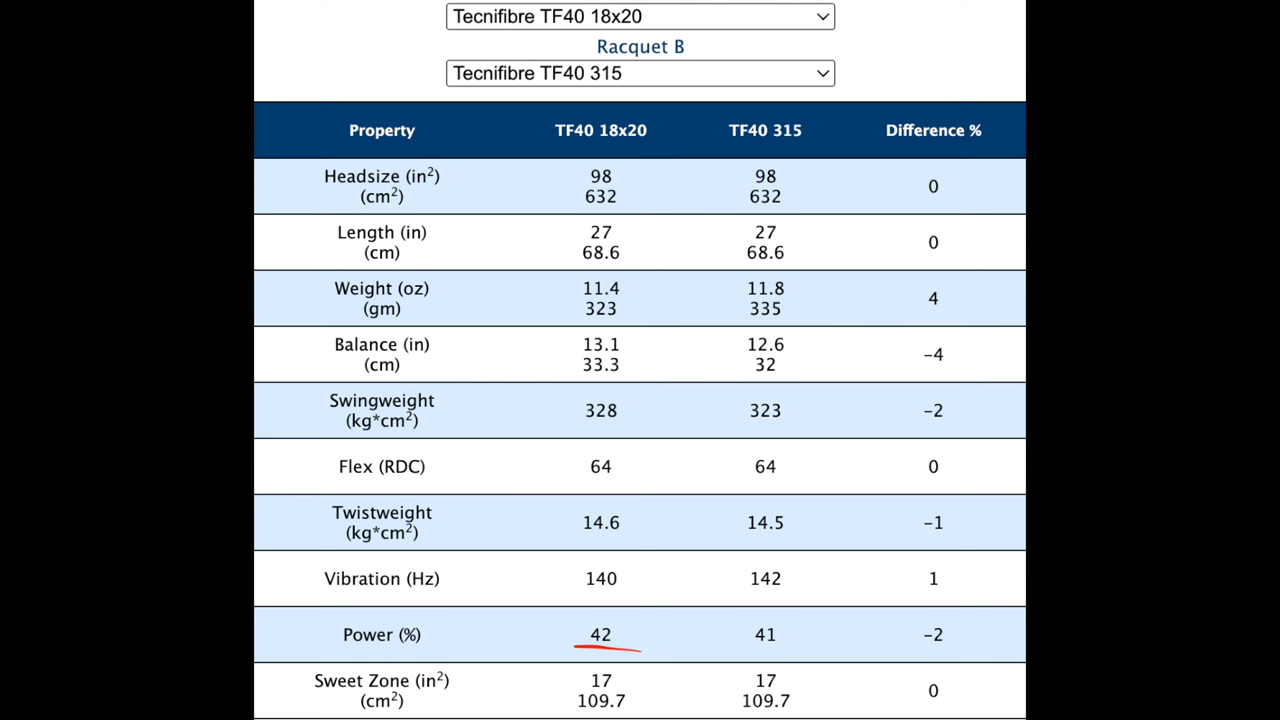 Tecnifibre TF40 18x20
Racquet B
Tecnifibre TF40 315
Property TF40 18x20 TF40 315 Difference %
Headsize (in²) 98 98
(cm²) 632 632 0
Length (in) 27 27
(cm) 68.6 68.6 0
Weight (oz) 11.4 11.8
(gm) 323 335 4
Balance (in) 13.1 12.6
(cm) 33.3 32 −4
Swingweight
(kg*cm²) 328 323 −2
Flex (RDC) 64 64 0
Twistweight
(kg*cm²) 14.6 14.5 −1
Vibration (Hz) 140 142 1
Power (%) 42 41 −2
Sweet Zone (in²) 17 17
(cm²) 109.7 109.7 0